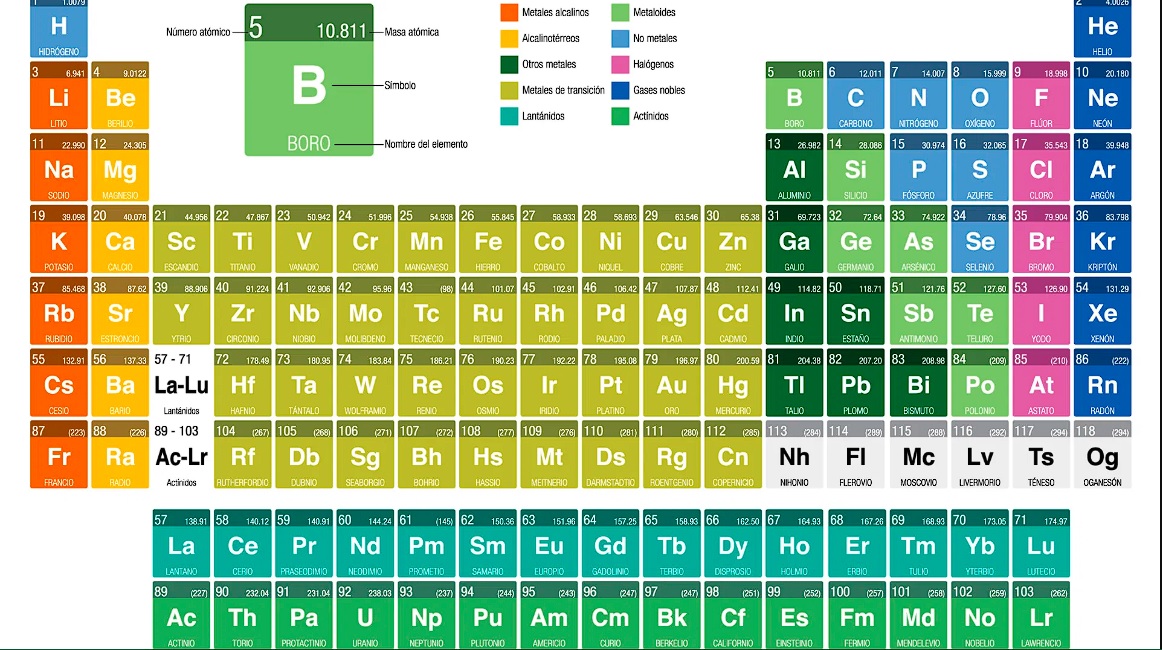 1 1.0079
H
HIDRÓGENO
Número atómico
5 10.811
Masa atómica
B
Símbolo
BORO
Nombre del elemento
Metales alcalinos
Metaloides
Alcalinotérreos
No metales
Otros metales
Halógenos
Metales de transición
Gases nobles
Lantánidos
Actínidos
2 4.0026
He
HELIO
3 6.941 4 9.0122 5 10.811 6 12.011 7 14.007 8 15.999 9 18.998 10 20.180
Li Be B C N O F Ne
LITIO BERILIO BORO CARBONO NITRÓGENO OXÍGENO FLÚOR NEÓN
11 22.990 12 24.305 13 26.982 14 28.086 15 30.974 16 32.065 17 35.543 18 39.948
Na Mg Al Si P S Cl Ar
SODIO MAGNESIO ALUMINIO SILICIO FÓSFORO AZUFRE CLORO ARGÓN
19 39.098 20 40.078 21 44.956 22 47.867 23 50.942 24 51.996 25 54.938 26 55.845 27 58.933 28 58.693 29 63.546 30 65.38 31 69.723 32 72.64 33 74.922 34 78.96 35 79.904 36 83.798
K Ca Sc Ti V Cr Mn Fe Co Ni Cu Zn Ga Ge As Se Br Kr
POTASIO CALCIO ESCANDIO TITANIO VANADIO CROMO MANGANESO HIERRO COBALTO NIQUEL COBRE ZINC GALIO GERMANIO ARSÉNICO SELENIO BROMO KRIPTÓN
37 85.468 38 87.62 39 88.906 40 91.224 41 92.906 42 95.96 43 (98) 44 101.07 45 102.91 46 106.42 47 107.87 48 112.41 49 114.82 50 118.71 51 121.76 52 127.60 53 126.90 54 131.29
Rb Sr Y Zr Nb Mo Tc Ru Rh Pd Ag Cd In Sn Sb Te I Xe
RUBIDIO ESTRONCIO YTRIO CIRCONIO NIOBIO MOLIBDENO TECNECIO RUTENIO RODIO PALADIO PLATA CADMIO INDIO ESTAÑO ANTIMONIO TELURO YODO XENÓN
55 132.91 56 137.33 57 - 71 72 178.49 73 180.95 74 183.84 75 186.21 76 190.23 77 192.22 78 195.08 79 196.97 80 200.59 81 204.38 82 207.20 83 208.98 84 (209) 85 (210) 86 (222)
Cs Ba La-Lu Hf Ta W Re Os Ir Pt Au Hg Tl Pb Bi Po At Rn
CESIO BARIO Lantánidos HAFNIO TÁNTALO WOLFRAMIO RENIO OSMIO IRIDIO PLATINO ORO MERCURIO TALIO PLOMO BISMUTO POLONIO ASTATO RADÓN
87 (223) 88 (226) 89 - 103 104 (267) 105 (268) 106 (271) 107 (272) 108 (277) 109 (276) 110 (281) 111 (280) 112 (285) 113 (284) 114 (289) 115 (288) 116 (292) 117 (294) 118 (294)
Fr Ra Ac-Lr Rf Db Sg Bh Hs Mt Ds Rg Cn Nh Fl Mc Lv Ts Og
FRANCIO RADIO Actínidos RUTHERFORDIO DUBNIO SEABORGIO BOHRIO HASSIO MEITNERIO DARMSTADTIO ROENTGENIO COPERNICIO NIHONIO FLEROVIO MOSCOVIO LIVERMORIO TÉNESO OGANESÓN
57 138.91 58 140.12 59 140.91 60 144.24 61 (145) 62 150.36 63 151.96 64 157.25 65 158.93 66 162.50 67 164.93 68 167.26 69 168.93 70 173.05 71 174.97
La Ce Pr Nd Pm Sm Eu Gd Tb Dy Ho Er Tm Yb Lu
LANTANO CERIO PRASEODIMIO NEODIMIO PROMETIO SAMARIO EUROPIO GADOLINIO TERBIO DISPROSIO HOLMIO ERBIO TULIO YTERBIO LUTECIO
89 (227) 90 232.04 91 231.04 92 238.03 93 (237) 94 (244) 95 (243) 96 (247) 97 (247) 98 (251) 99 (252) 100 (257) 101 (258) 102 (259) 103 (262)
Ac Th Pa U Np Pu Am Cm Bk Cf Es Fm Md No Lr
ACTINIO TORIO PROTACTINIO URANIO NEPTUNIO PLUTONIO AMERICIO CURIO BERKELIO CALIFORNIO EINSTEINIO FERMIO MENDELEVIO NOBELIO LAWRENCIO